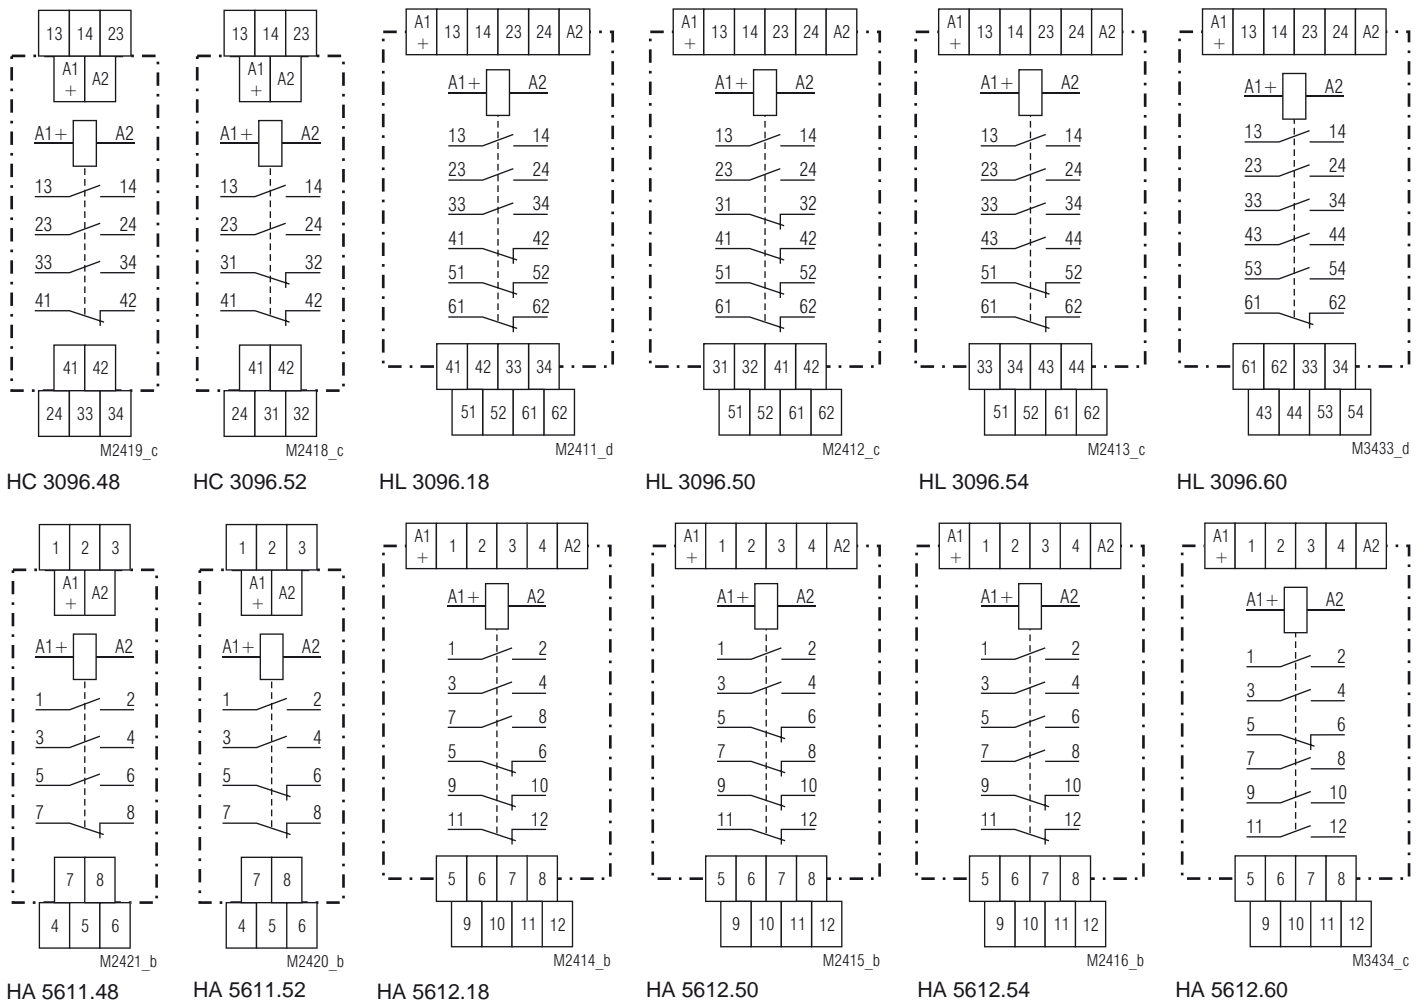 13 14 23
A1 + A2
A1+ A2
13 14
23 24
33 34
41 42
41 42
24 33 34
M2419_c
HC 3096.48
13 14 23
A1 + A2
A1+ A2
13 14
23 24
31 32
41 42
41 42
24 31 32
M2418_c
HC 3096.52
A1 + 13 14 23 24 A2
A1+ A2
13 14
23 24
33 34
41 42
51 52
61 62
41 42 33 34
51 52 61 62
M2411_d
HL 3096.18
A1 + 13 14 23 24 A2
A1+ A2
13 14
23 24
31 32
41 42
51 52
61 62
31 32 41 42
51 52 61 62
M2412_c
HL 3096.50
A1 + 13 14 23 24 A2
A1+ A2
13 14
23 24
33 34
43 44
51 52
61 62
33 34 43 44
51 52 61 62
M2413_c
HL 3096.54
A1 + 13 14 23 24 A2
A1+ A2
13 14
23 24
33 34
43 44
53 54
61 62
61 62 33 34
43 44 53 54
M3433_d
HL 3096.60
1 2 3
A1 + A2
A1+ A2
1 2
3 4
5 6
7 8
7 8
4 5 6
M2421_b
HA 5611.48
1 2 3
A1 + A2
A1+ A2
1 2
3 4
5 6
7 8
7 8
4 5 6
M2420_b
HA 5611.52
A1 + 1 2 3 4 A2
A1+ A2
1 2
3 4
7 8
5 6
9 10
11 12
5 6 7 8
9 10 11 12
M2414_b
HA 5612.18
A1 + 1 2 3 4 A2
A1+ A2
1 2
3 4
5 6
7 8
9 10
11 12
5 6 7 8
9 10 11 12
M2415_b
HA 5612.50
A1 + 1 2 3 4 A2
A1+ A2
1 2
3 4
5 6
7 8
9 10
11 12
5 6 7 8
9 10 11 12
M2416_b
HA 5612.54
A1 + 1 2 3 4 A2
A1+ A2
1 2
3 4
5 6
7 8
9 10
11 12
5 6 7 8
9 10 11 12
M3434_c
HA 5612.60